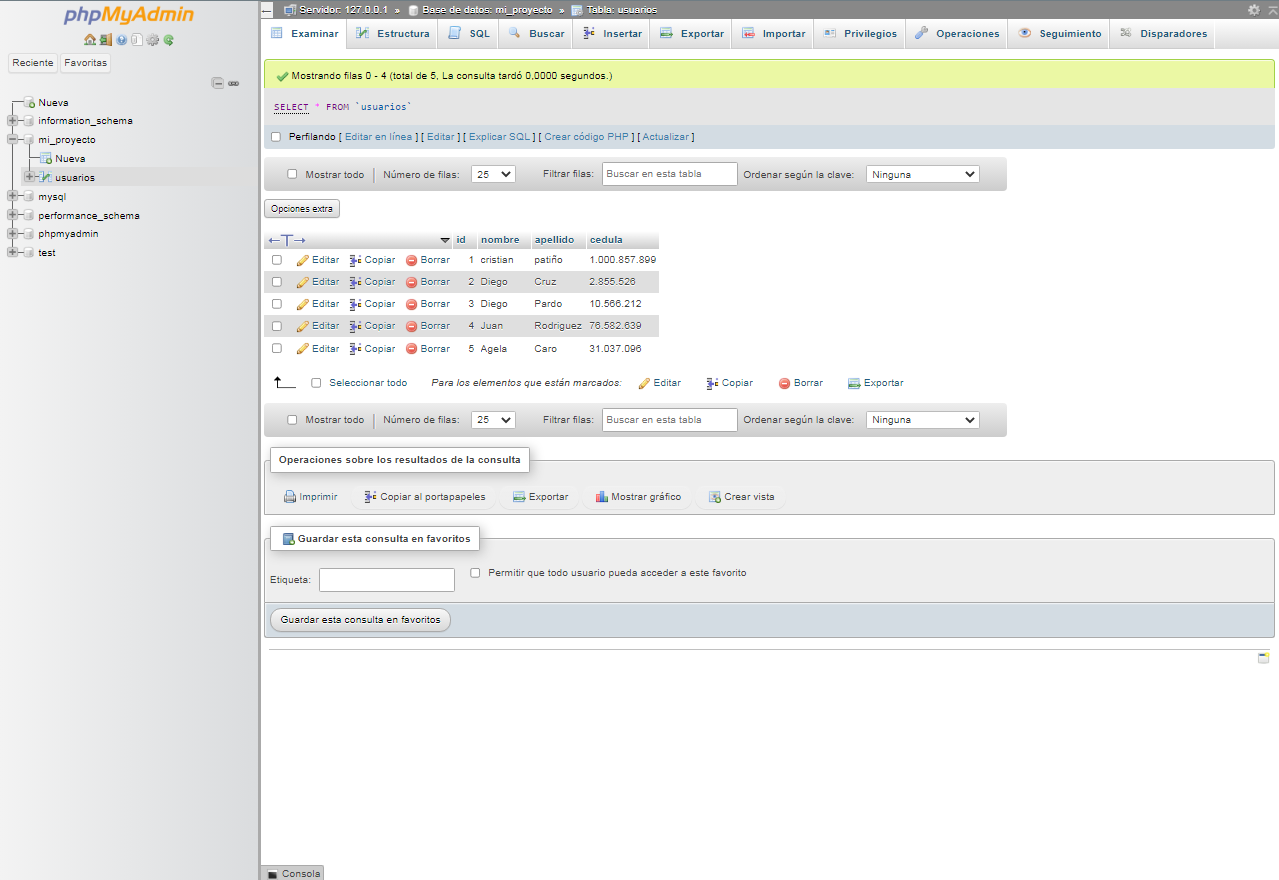 phpMyAdmin
Reciente Favoritas
Nueva
information_schema
mi_proyecto
Nueva
usuarios
mysql
performance_schema
phpmyadmin
test
Servidor: 127.0.0.1 » Base de datos: mi_proyecto » Tabla: usuarios
Examinar Estructura SQL Buscar Insertar Exportar Importar Privilegios Operaciones Seguimiento Disparadores
Mostrando filas 0 - 4 (total de 5, La consulta tardó 0,0000 segundos.)
SELECT * FROM `usuarios`
Perfilando [ Editar en línea ] [ Editar ] [ Explicar SQL ] [ Crear código PHP ] [ Actualizar ]
Mostrar todo Número de filas: 25 Filtrar filas: Buscar en esta tabla Ordenar según la clave: Ninguna
Opciones extra
←T→ id nombre apellido cedula
Editar Copiar Borrar 1 cristian patiño 1.000.857.899
Editar Copiar Borrar 2 Diego Cruz 2.855.526
Editar Copiar Borrar 3 Diego Pardo 10.566.212
Editar Copiar Borrar 4 Juan Rodriguez 76.582.639
Editar Copiar Borrar 5 Agela Caro 31.037.096
Seleccionar todo Para los elementos que están marcados: Editar Copiar Borrar Exportar
Mostrar todo Número de filas: 25 Filtrar filas: Buscar en esta tabla Ordenar según la clave: Ninguna
Operaciones sobre los resultados de la consulta
Imprimir Copiar al portapapeles Exportar Mostrar gráfico Crear vista
Guardar esta consulta en favoritos
Etiqueta: Permitir que todo usuario pueda acceder a este favorito
Guardar esta consulta en favoritos
Consola